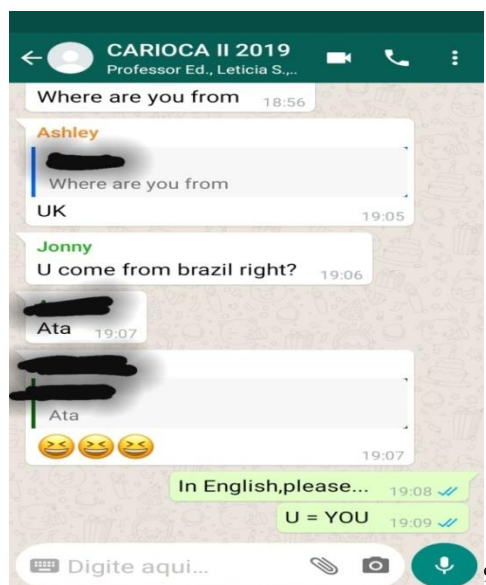 CARIOCA II 2019
Professor Ed., Leticia S.,..
Where are you from 18:56
Ashley
Where are you from
UK 19:05
Jonny
U come from brazil right? 19:06
Ata 19:07
Ata
19:07
In English,please... 19:08
U = YOU 19:09
Digite aqui...